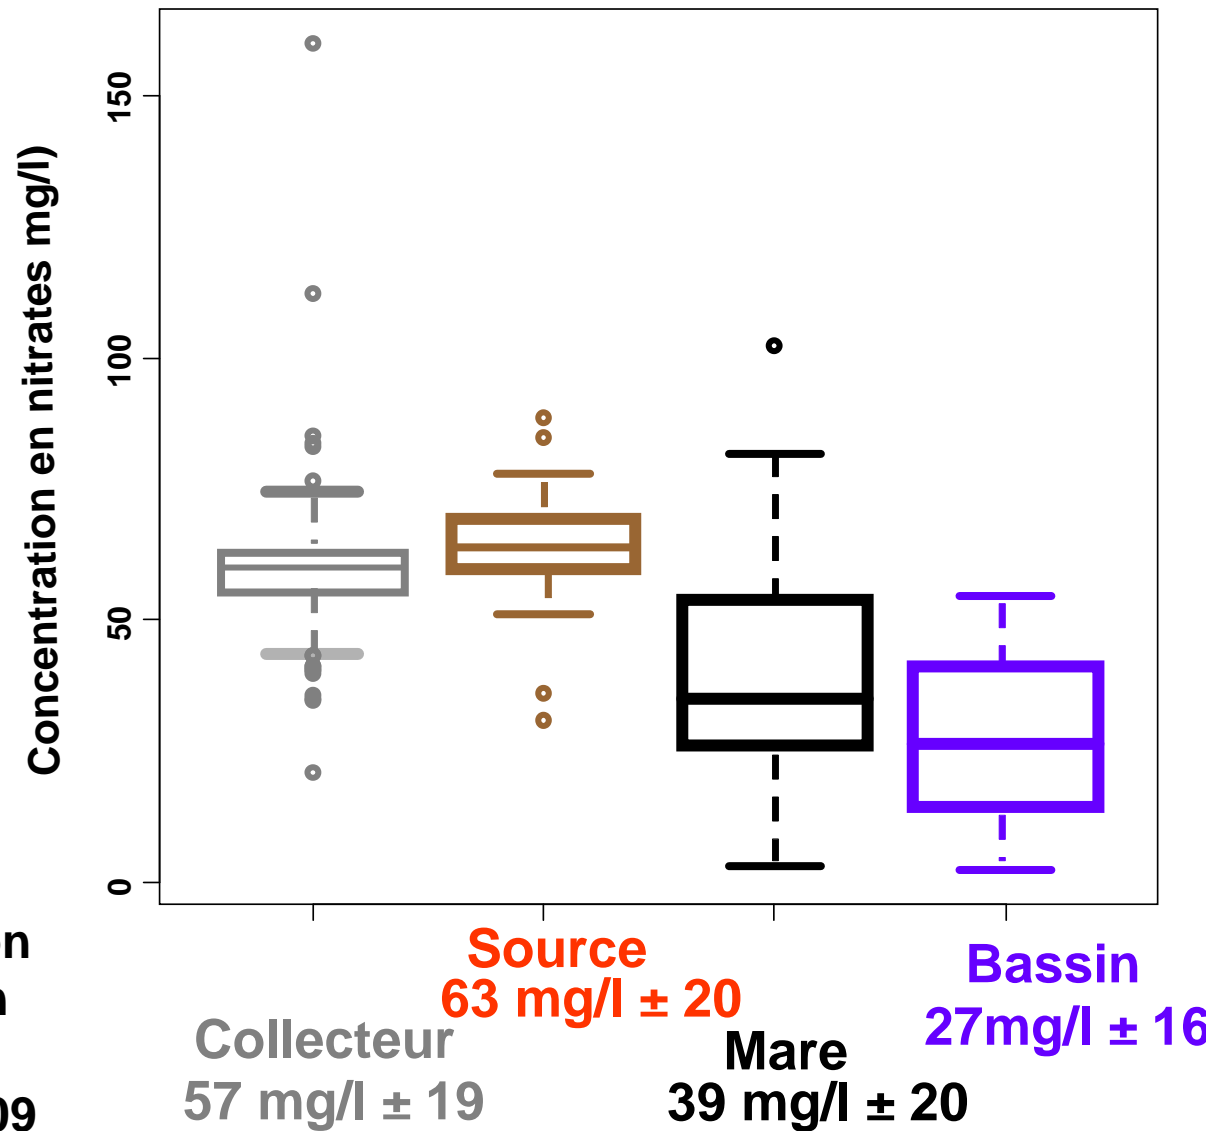 Concentration en nitrates mg/l)
150
100
50
0
Source
63 mg/l ± 20
Bassin
27mg/l ± 16
Collecteur
57 mg/l ± 19
Mare
39 mg/l ± 20
n
09